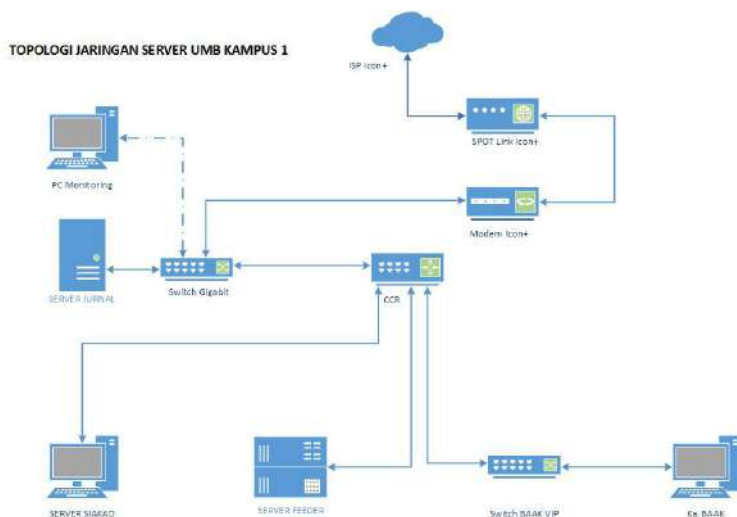 TOPOLOGI JARINGAN SERVER UMB KAMPUS 1
ISP Icon+
SPOT Link Icon+
PC Monitoring
Modem Icon+
SERVER JURNAL
Switch Gigabit
CCR
SERVER SIAKAD
SERVER FEEDER
Switch BAAK VIP
Ka. BAAK